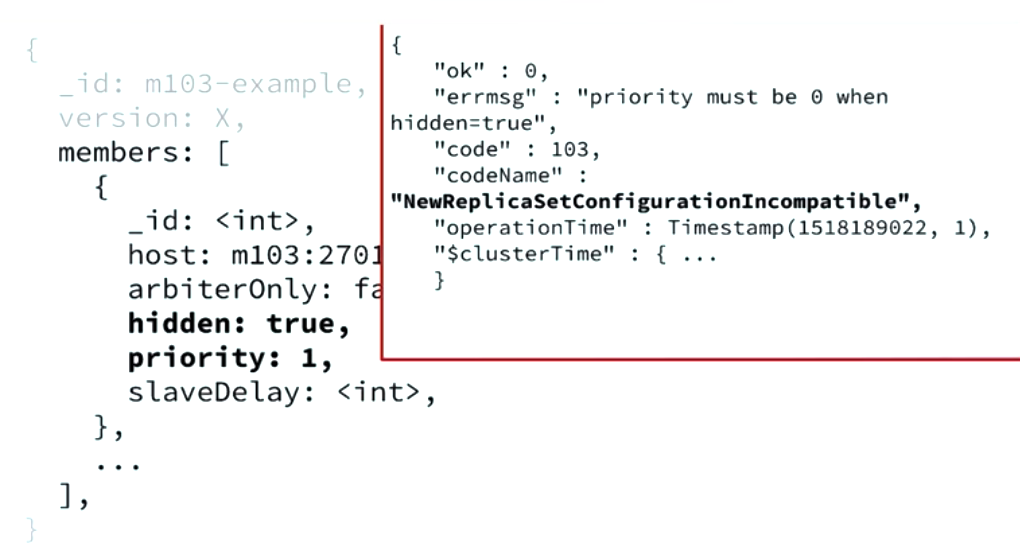 {
_id: m103-example,
version: X,
members: [
{
_id: <int>,
host: m103:2701
arbiterOnly: fa
hidden: true,
priority: 1,
slaveDelay: <int>,
},
...
],
}
{
"ok" : 0,
"errmsg" : "priority must be 0 when
hidden=true",
"code" : 103,
"codeName" :
"NewReplicaSetConfigurationIncompatible",
"operationTime" : Timestamp(1518189022, 1),
"$clusterTime" : { ...
}